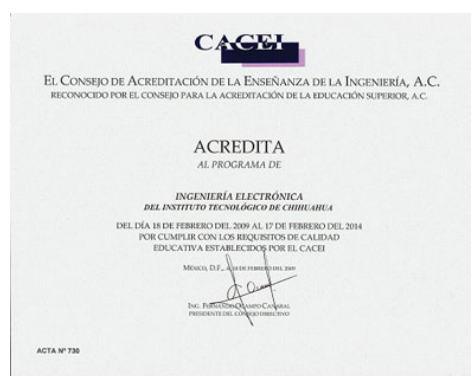 CACEI
EL CONSEJO DE ACREDITACIÓN DE LA ENSEÑANZA DE LA INGENIERÍA, A.C.
RECONOCIDO POR EL CONSEJO PARA LA ACREDITACIÓN DE LA EDUCACIÓN SUPERIOR, A.C.
ACREDITA
AL PROGRAMA DE
INGENIERÍA ELECTRÓNICA
DEL INSTITUTO TECNOLÓGICO DE CHIHUAHUA
DEL DÍA 18 DE FEBRERO DEL 2009 AL 17 DE FEBRERO DEL 2014
POR CUMPLIR CON LOS REQUISITOS DE CALIDAD
EDUCATIVA ESTABLECIDOS POR EL CACEI
MÉXICO, D.F., A 18 DE FEBRERO DEL 2009
ING. FERNANDO OCAMPO CANABAL
PRESIDENTE DEL CONSEJO DIRECTIVO
ACTA Nº 730